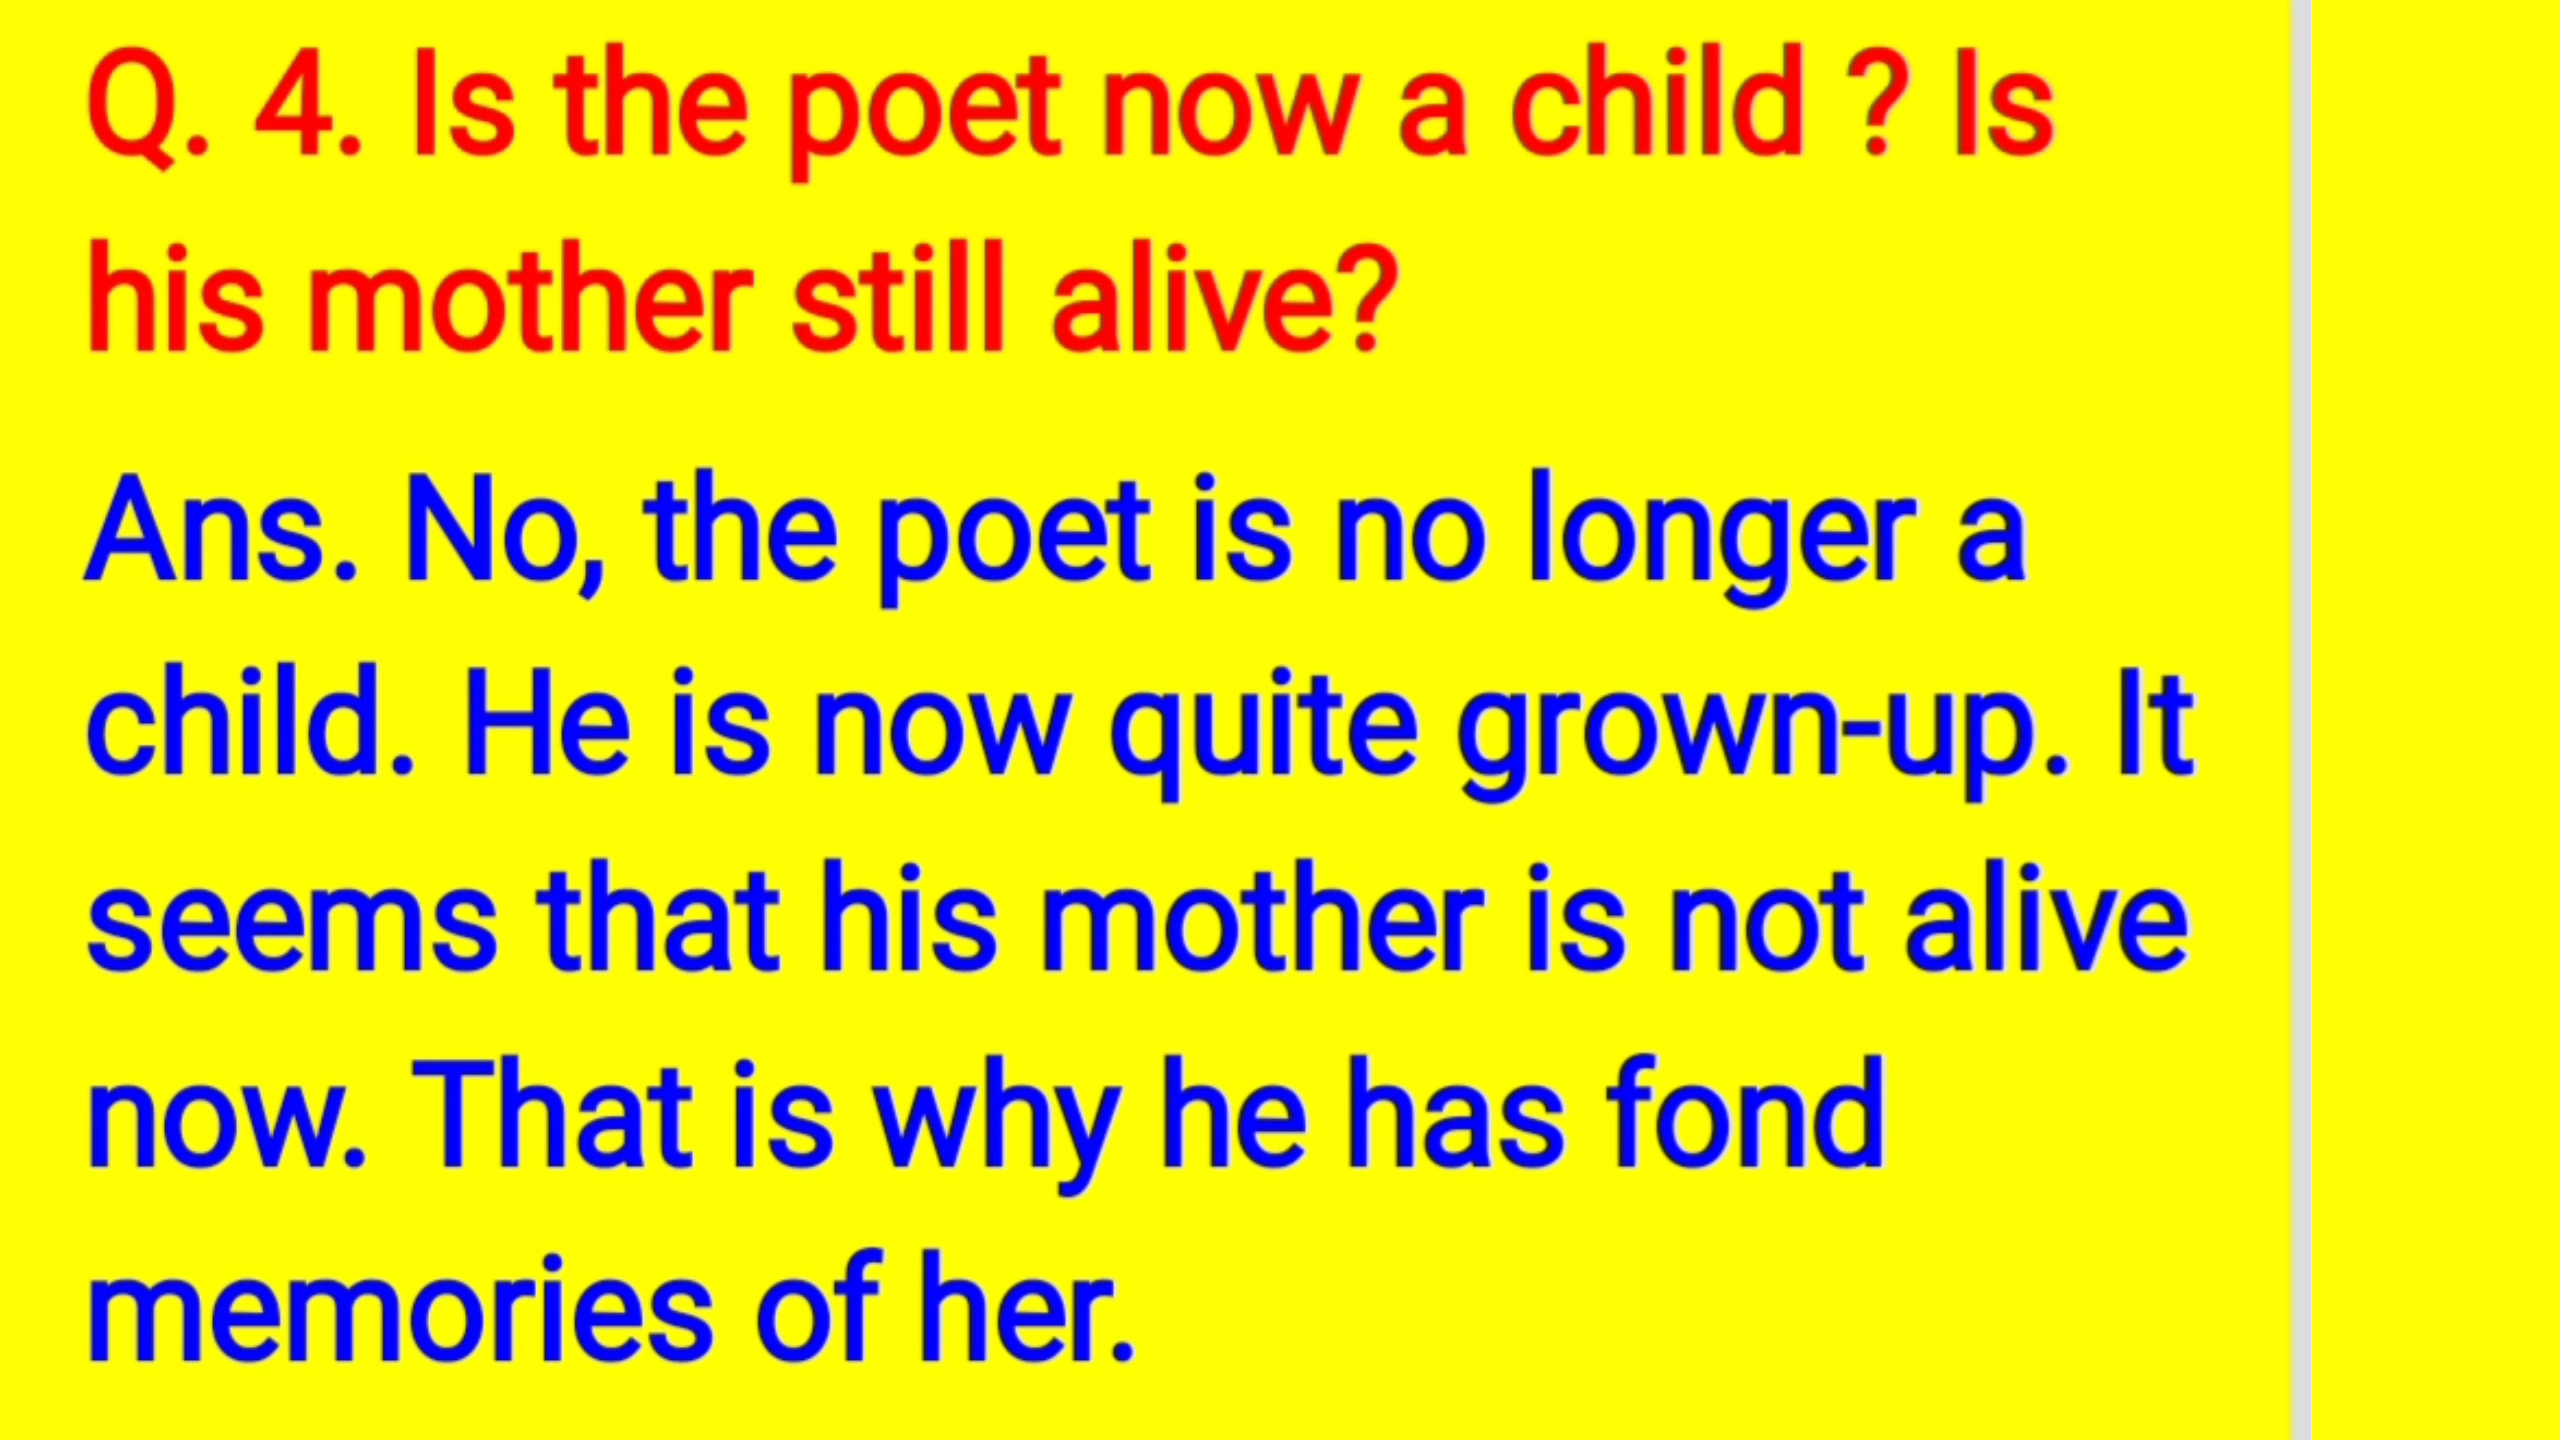 Q. 4. Is the poet now a child ? Is
his mother still alive?
Ans. No, the poet is no longer a
child. He is now quite grown-up. It
seems that his mother is not alive
now. That is why he has fond
memories of her.